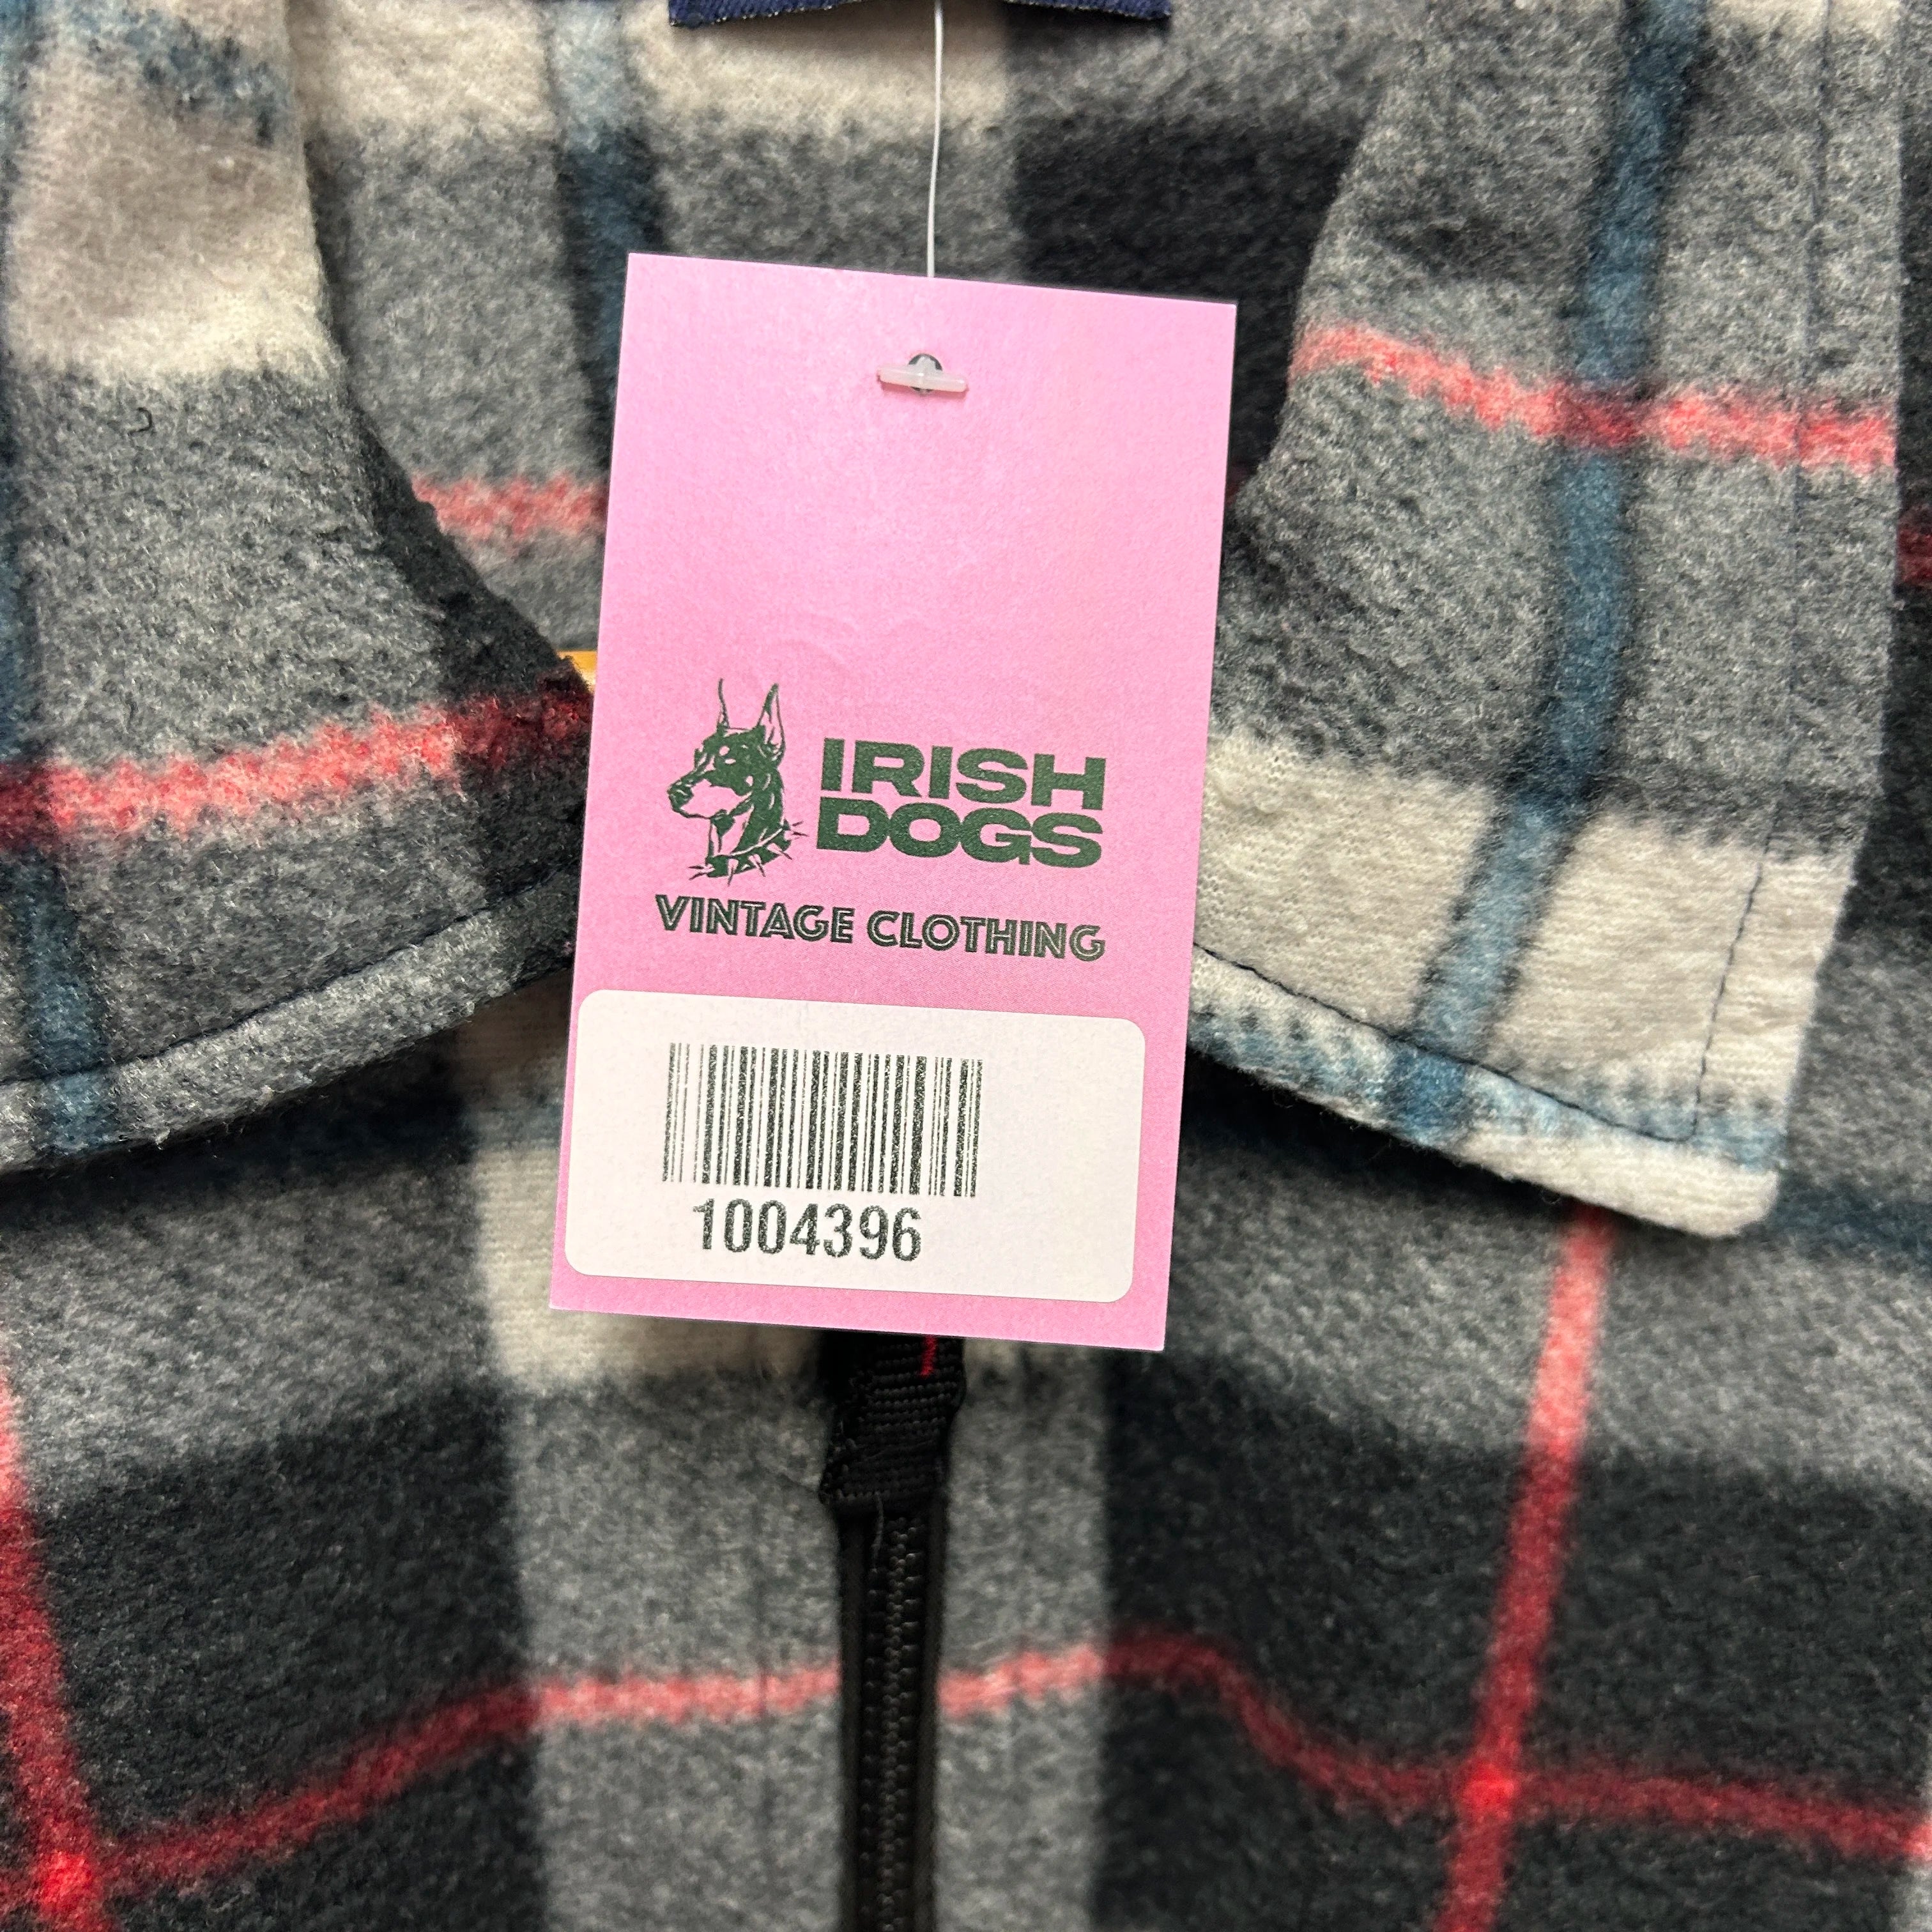 IRISH
DOGS
VINTAGE CLOTHING
1004396